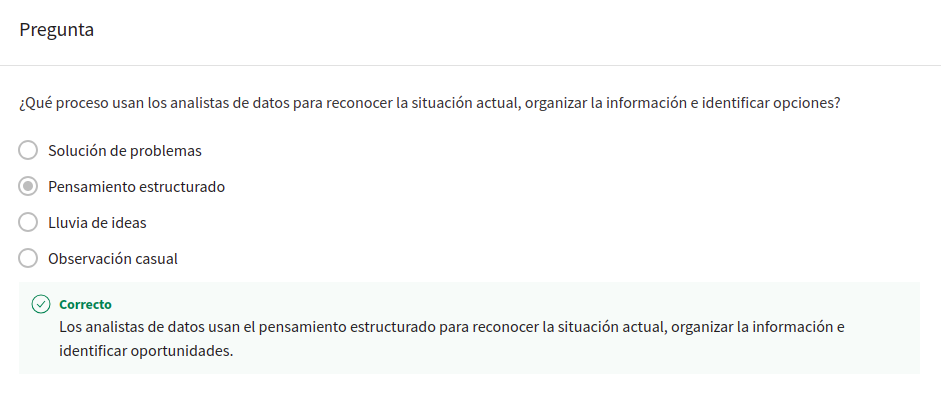 Pregunta
¿Qué proceso usan los analistas de datos para reconocer la situación actual, organizar la información e identificar opciones?
Solución de problemas
Pensamiento estructurado
Lluvia de ideas
Observación casual
Correcto
Los analistas de datos usan el pensamiento estructurado para reconocer la situación actual, organizar la información e
identificar oportunidades.